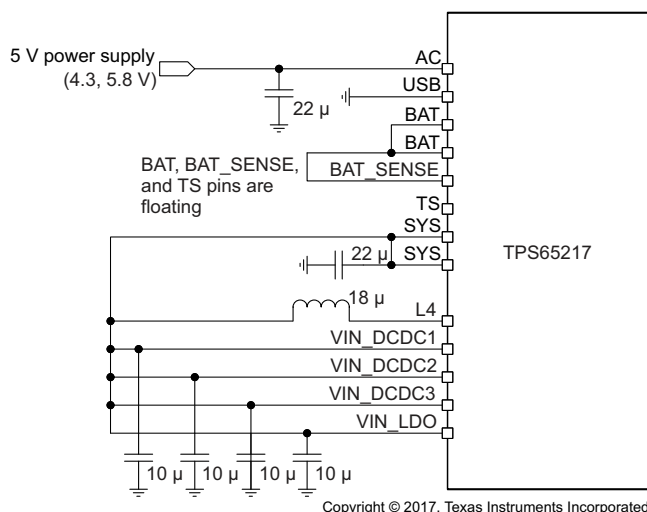 5 V power supply
(4.3, 5.8 V)
22 µ
AC
USB
BAT
BAT
BAT_SENSE
BAT, BAT_SENSE,
and TS pins are
floating
TS
SYS
SYS
22 µ
TPS65217
18 µ
L4
VIN_DCDC1
VIN_DCDC2
VIN_DCDC3
VIN_LDO
10 µ
10 µ
10 µ
10 µ
Copyright © 2017, Texas Instruments Incorporated